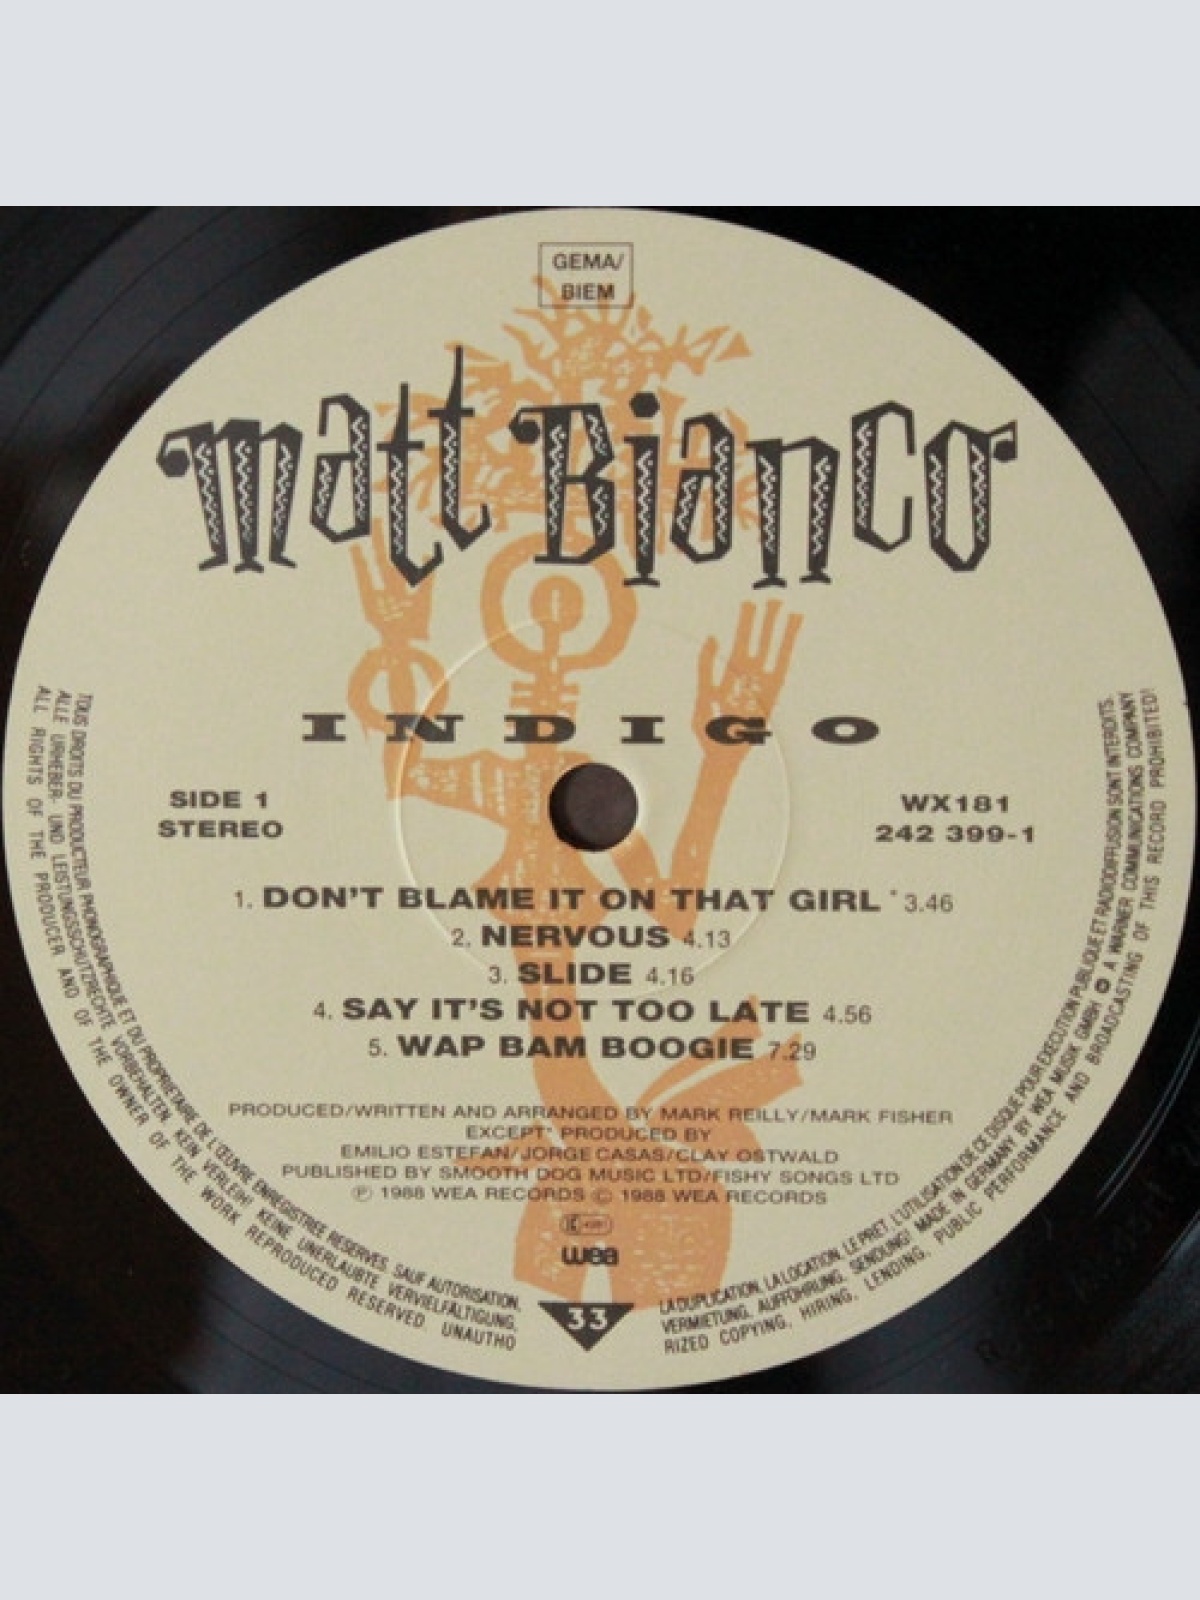 GEMA/
BIEM
matt Bianco
INDIGO
SIDE 1
STEREO
WX181
242 399-1
1. DON'T BLAME IT ON THAT GIRL * 3.46
2. NERVOUS 4.13
3. SLIDE 4.16
4. SAY IT'S NOT TOO LATE 4.56
5. WAP BAM BOOGIE 7.29
PRODUCED/WRITTEN AND ARRANGED BY MARK REILLY/MARK FISHER
EXCEPT* PRODUCED BY
EMILIO ESTEFAN/JORGE CASAS/CLAY OSTWALD
PUBLISHED BY SMOOTH DOG MUSIC LTD/FISHY SONGS LTD
℗ 1988 WEA RECORDS © 1988 WEA RECORDS
wea
33
TOUS DROITS DU PRODUCTEUR PHONOGRAPHIQUE ET DU PROPRIETAIRE DE L'ŒUVRE ENREGISTREE RESERVES. SAUF AUTORISATION,
LA DUPLICATION, LA LOCATION, LE PRET, L'UTILISATION DE CE DISQUE POUR EXECUTION PUBLIQUE ET RADIODIFFUSION SONT INTERDITS.
ALLE URHEBER- UND LEISTUNGSSCHUTZRECHTE VORBEHALTEN. KEIN VERLEIH! KEINE UNERLAUBTE VERVIELFÄLTIGUNG,
VERMIETUNG, AUFFÜHRUNG, SENDUNG! MADE IN GERMANY BY WEA MUSIK GMBH A WARNER COMMUNICATIONS COMPANY
ALL RIGHTS OF THE PRODUCER AND OF THE OWNER OF THE WORK REPRODUCED RESERVED. UNAUTHO
RIZED COPYING, HIRING, LENDING, PUBLIC PERFORMANCE AND BROADCASTING OF THIS RECORD PROHIBITED!